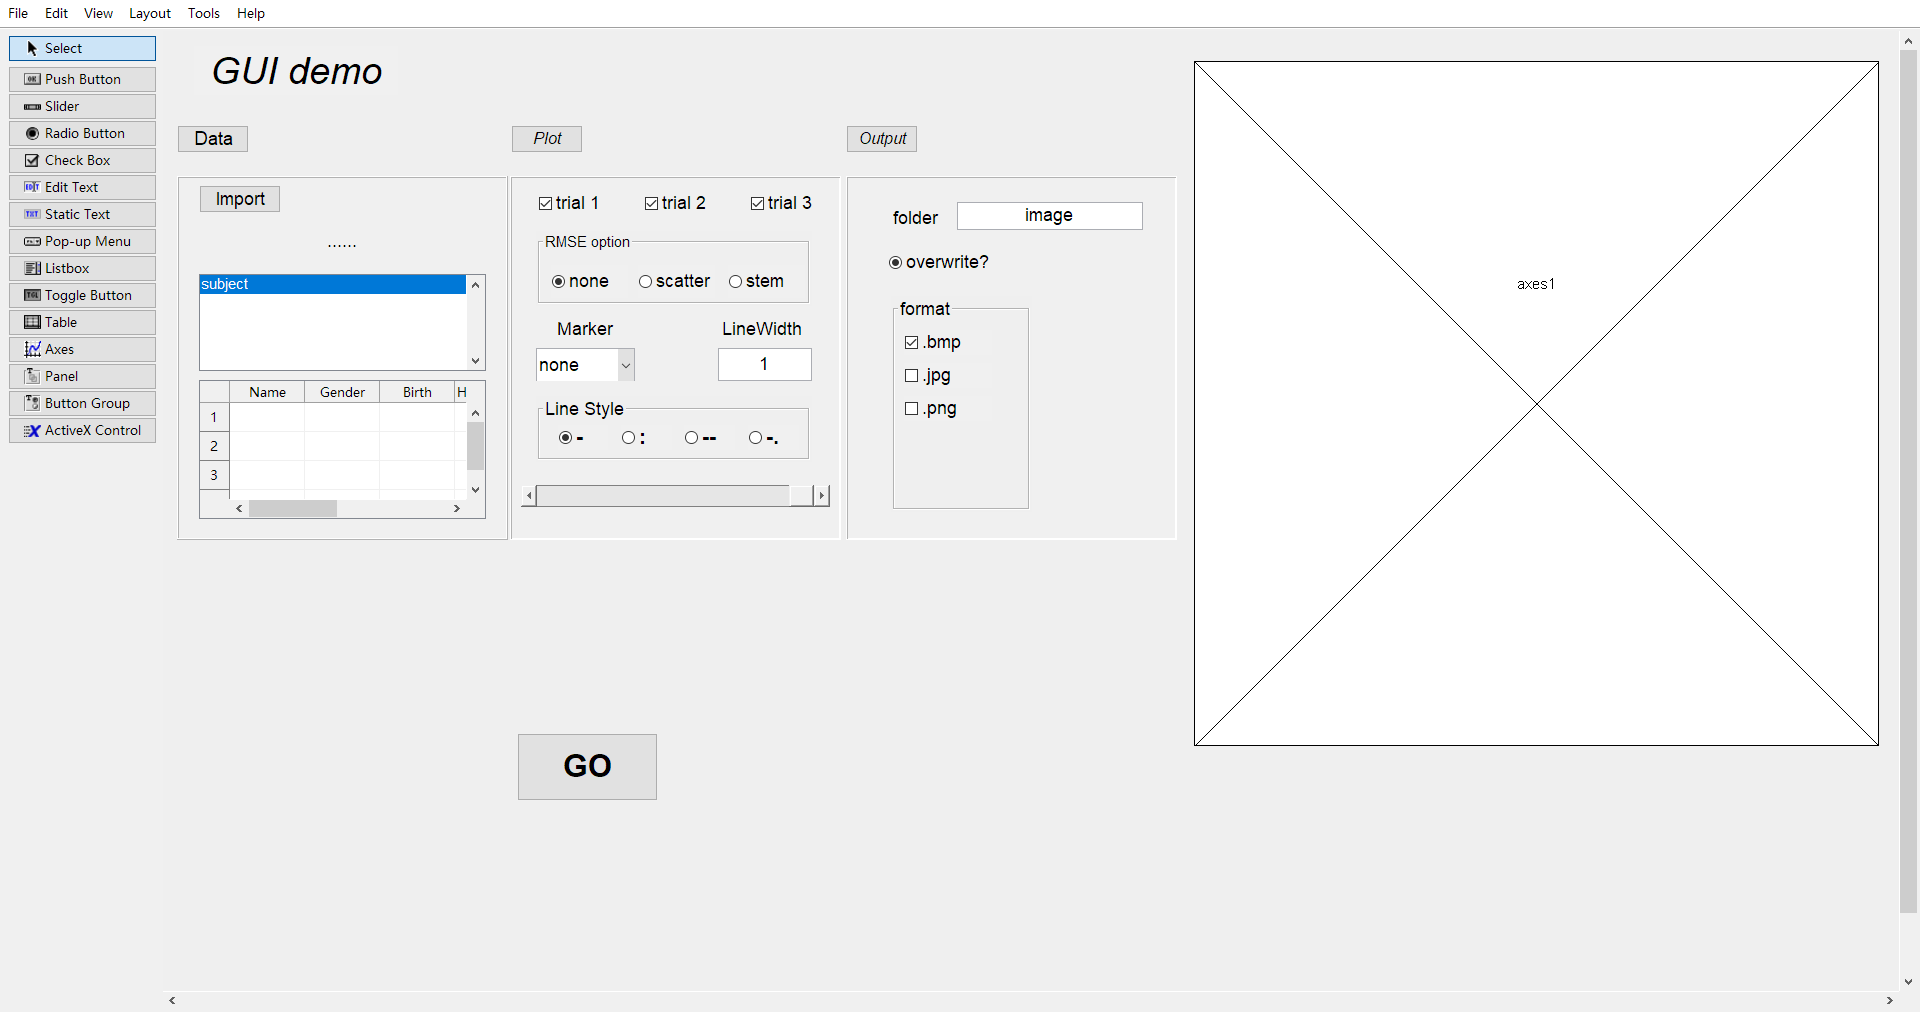 File Edit View Layout Tools Help
Select
Push Button
Slider
Radio Button
Check Box
Edit Text
Static Text
Pop-up Menu
Listbox
Toggle Button
Table
Axes
Panel
Button Group
ActiveX Control
GUI demo
Data
Import
......
subject
Name Gender Birth H
1
2
3
Plot
trial 1 trial 2 trial 3
RMSE option
none scatter stem
Marker LineWidth
none 1
Line Style
- : -- -.
Output
folder image
overwrite?
format
.bmp
.jpg
.png
axes1
GO